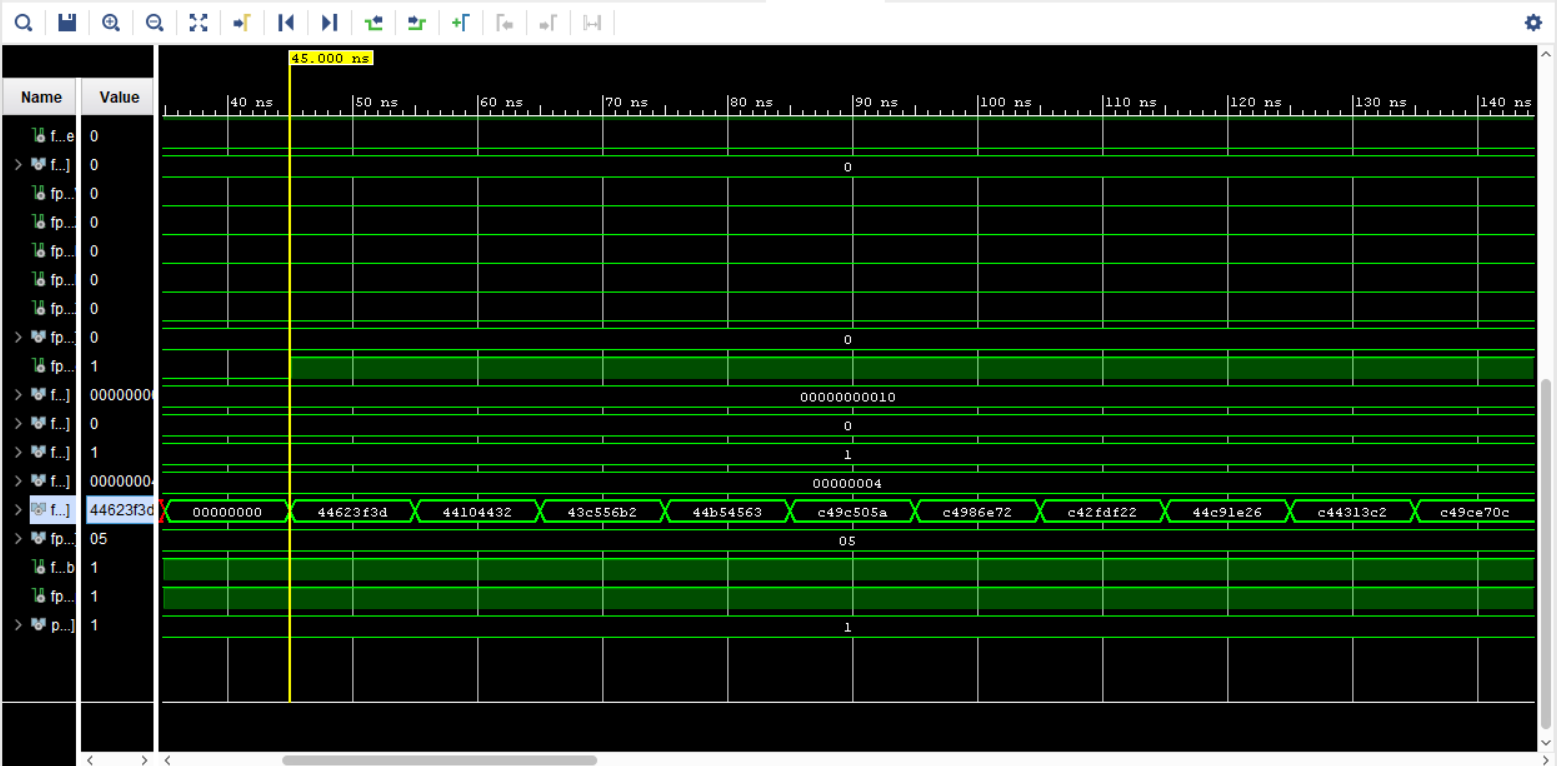 45.000 ns
Name Value
40 ns 50 ns 60 ns 70 ns 80 ns 90 ns 100 ns 110 ns 120 ns 130 ns 140 ns
f...e 0
f...] 0 0
fp... 0
fp... 0
fp... 0
fp... 0
fp... 0
fp... 0 0
fp... 1
f...] 0000000 00000000010
f...] 0 0
f...] 1 1
f...] 00000004 00000004
f...] 44623f3d 00000000 44623f3d 44104432 43c556b2 44b54563 c49c505a c4986e72 c42fdf22 44c91e26 c44313c2 c49ce70c
fp... 05 05
f...b 1
fp... 1
p...] 1 1